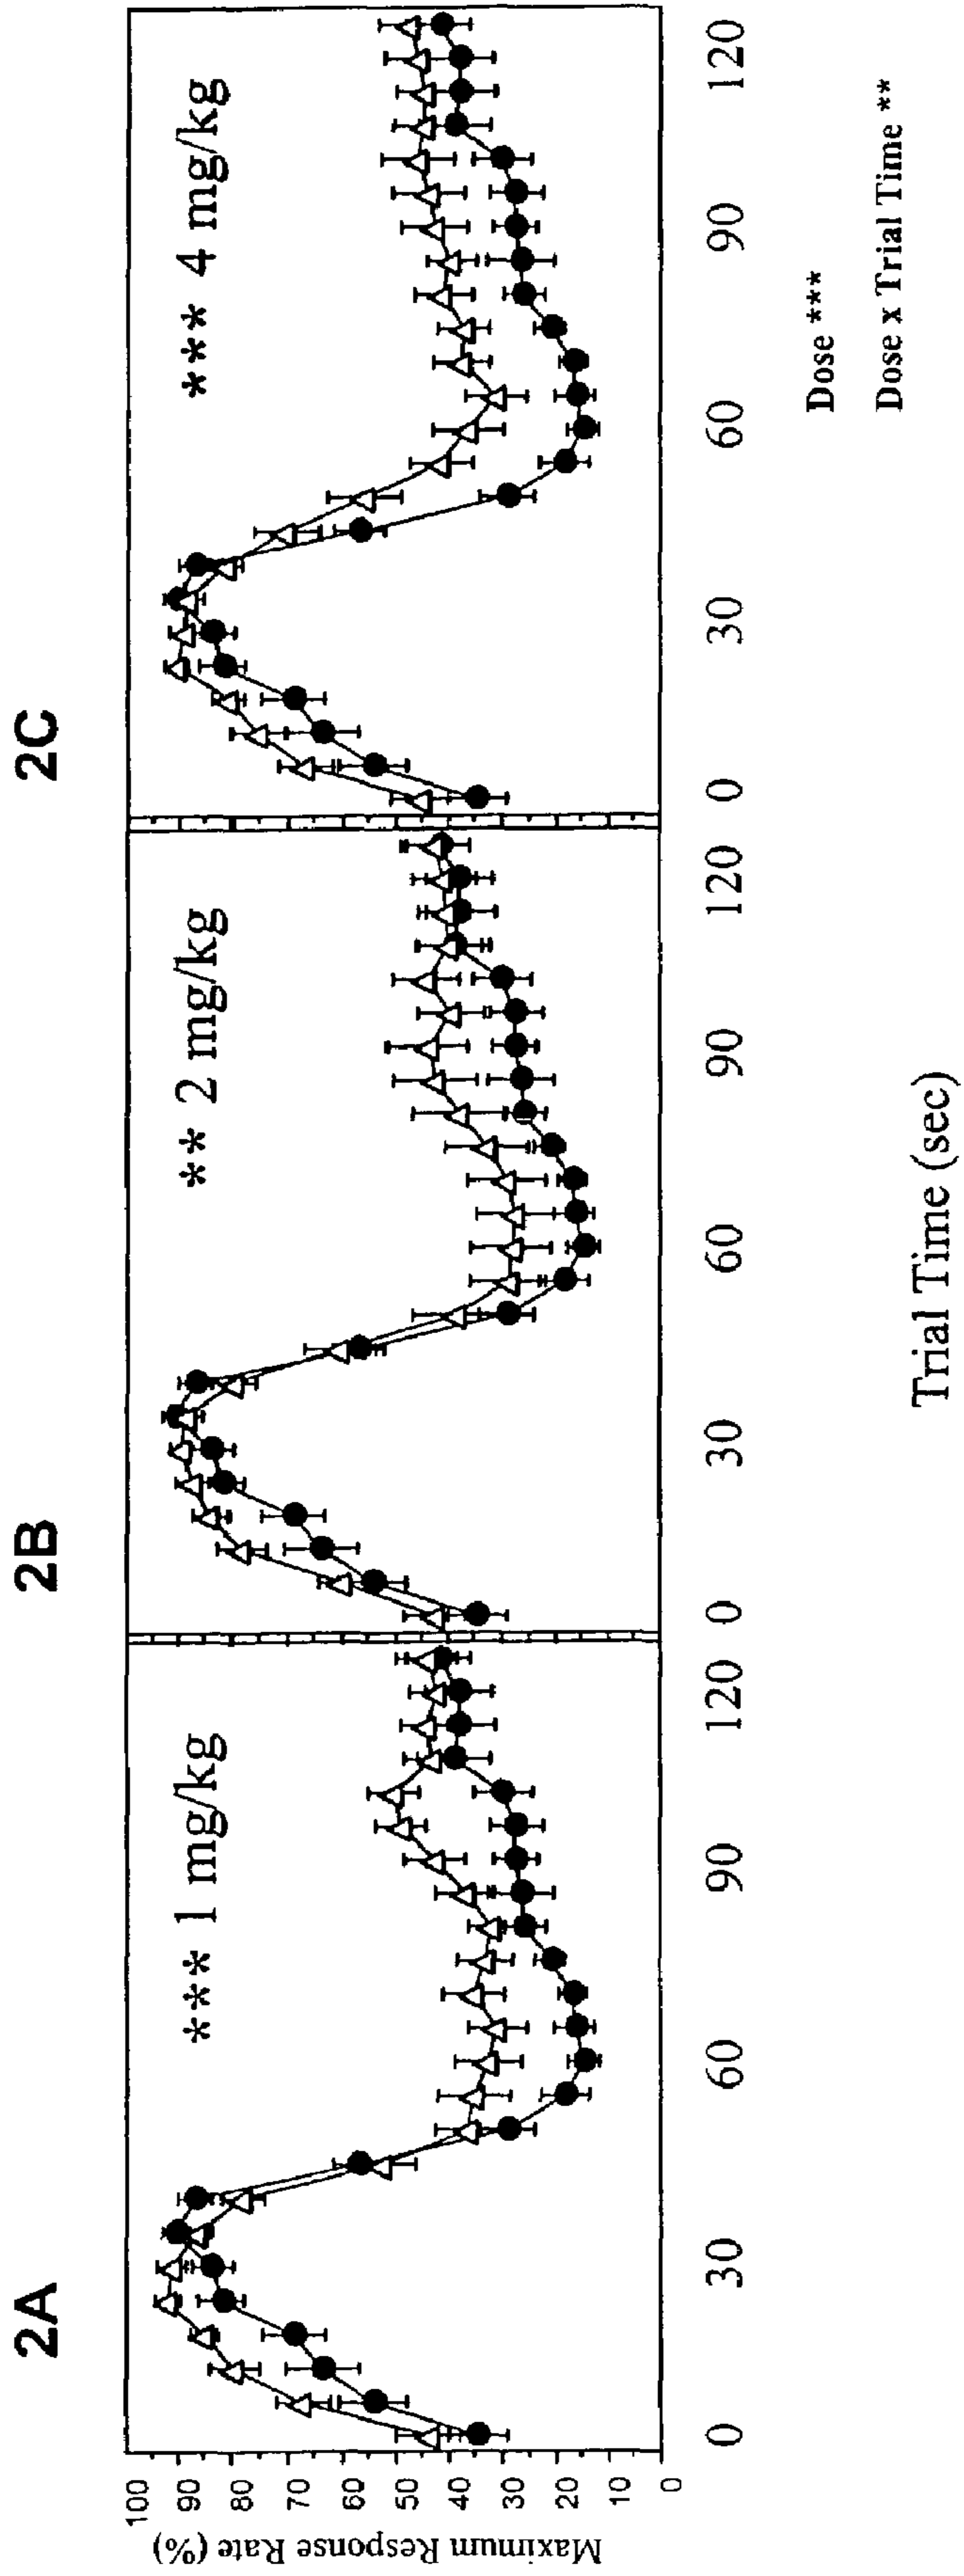 2A
2B
2C
*** 1 mg/kg
** 2 mg/kg
*** 4 mg/kg
Maximum Response Rate (%)
100
90
80
70
60
50
40
30
20
10
0
0 30 60 90 120
0 30 60 90 120
0 30 60 90 120
Trial Time (sec)
Dose ***
Dose x Trial Time **